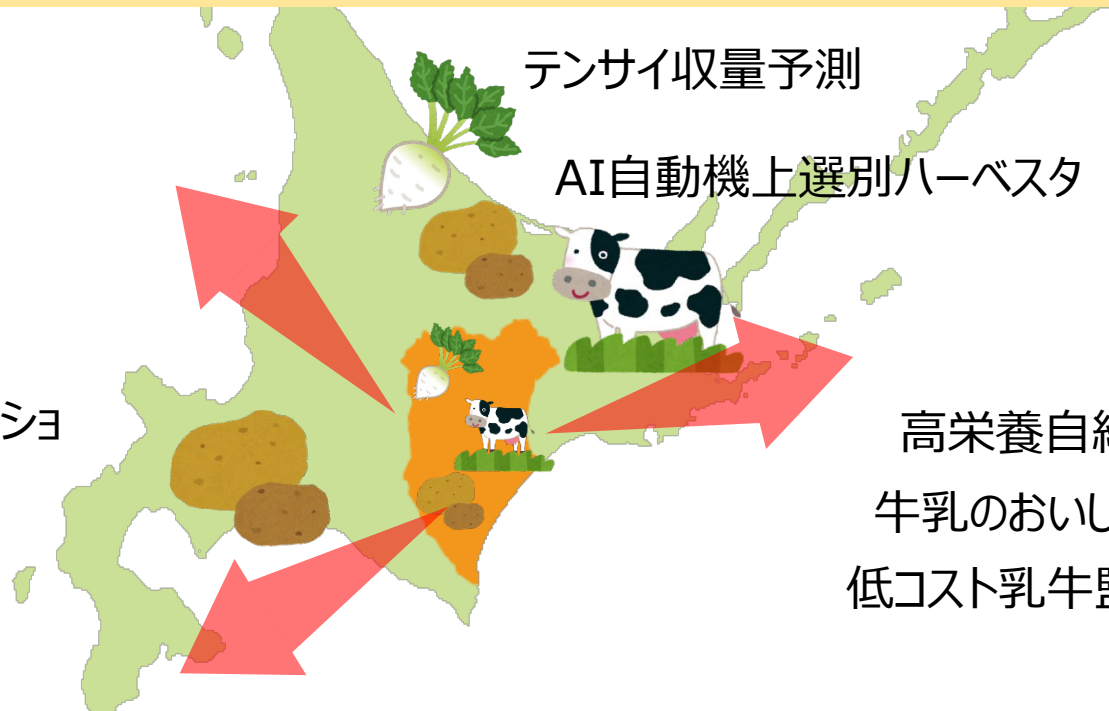 テンサイ収量予測
AI自動機上選別ハーベスタ
ショ
高栄養自給
牛乳のおいし
低コスト乳牛監